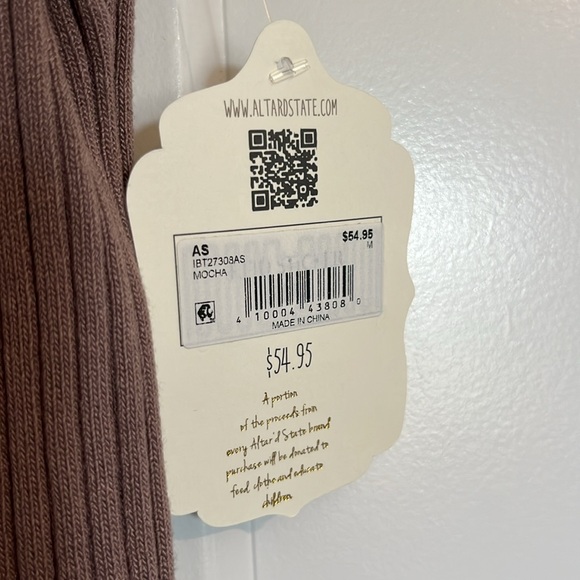 WWW.ALTARDSTATE.COM
AS $54.95
IBT27308AS M
MOCHA
4 10004 43808 0
MADE IN CHINA
$54.95
A portion
of the proceeds from
every Altar'd State brand
purchase will be donated to
feed, clothe and educate
children.